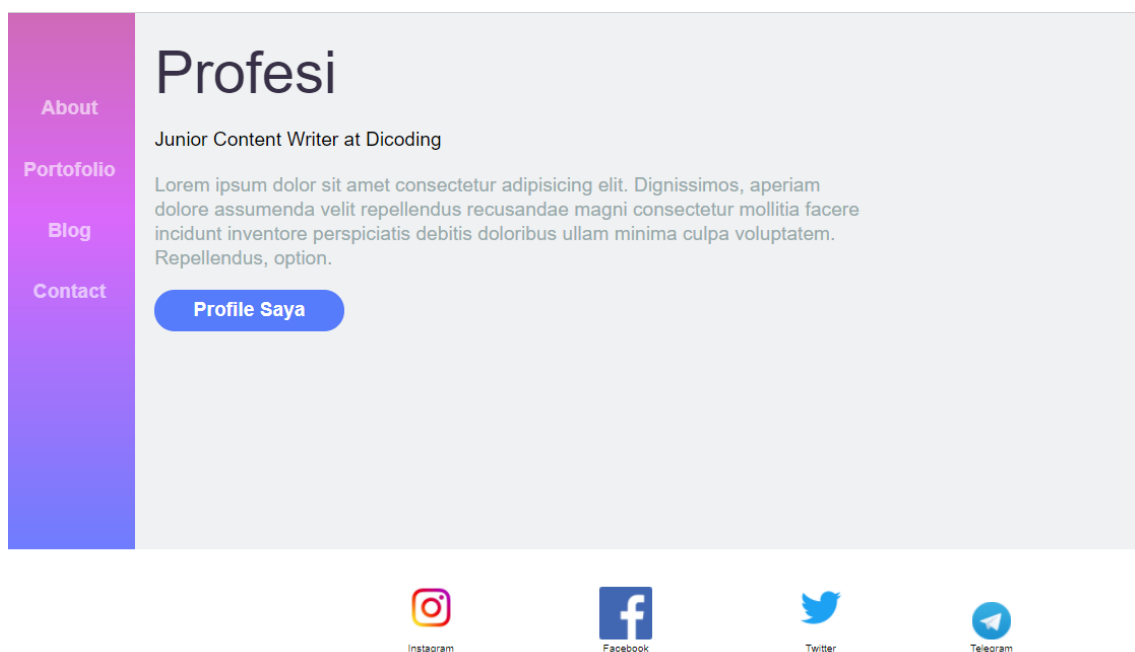 About
Portofolio
Blog
Contact
Profesi
Junior Content Writer at Dicoding
Lorem ipsum dolor sit amet consectetur adipisicing elit. Dignissimos, aperiam
dolore assumenda velit repellendus recusandae magni consectetur mollitia facere
incidunt inventore perspiciatis debitis doloribus ullam minima culpa voluptatem.
Repellendus, option.
Profile Saya
Instagram
Facebook
Twitter
Telegram